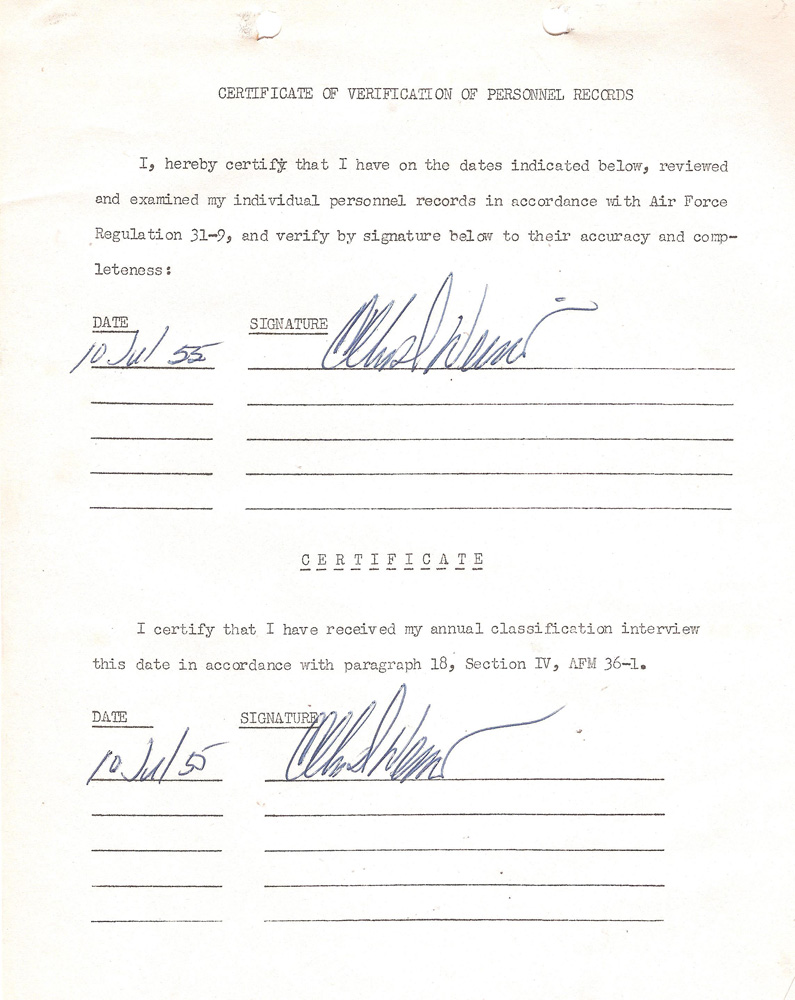 CERTIFICATE OF VERIFICATION OF PERSONNEL RECORDS
I, hereby certify that I have on the dates indicated below, reviewed
and examined my individual personnel records in accordance with Air Force
Regulation 31-9, and verify by signature below to their accuracy and comp-
leteness:
DATE SIGNATURE
10 Jul 55
C E R T I F I C A T E
I certify that I have received my annual classification interview
this date in accordance with paragraph 18, Section IV, AFM 36-1.
DATE SIGNATURE
10 Jul 55